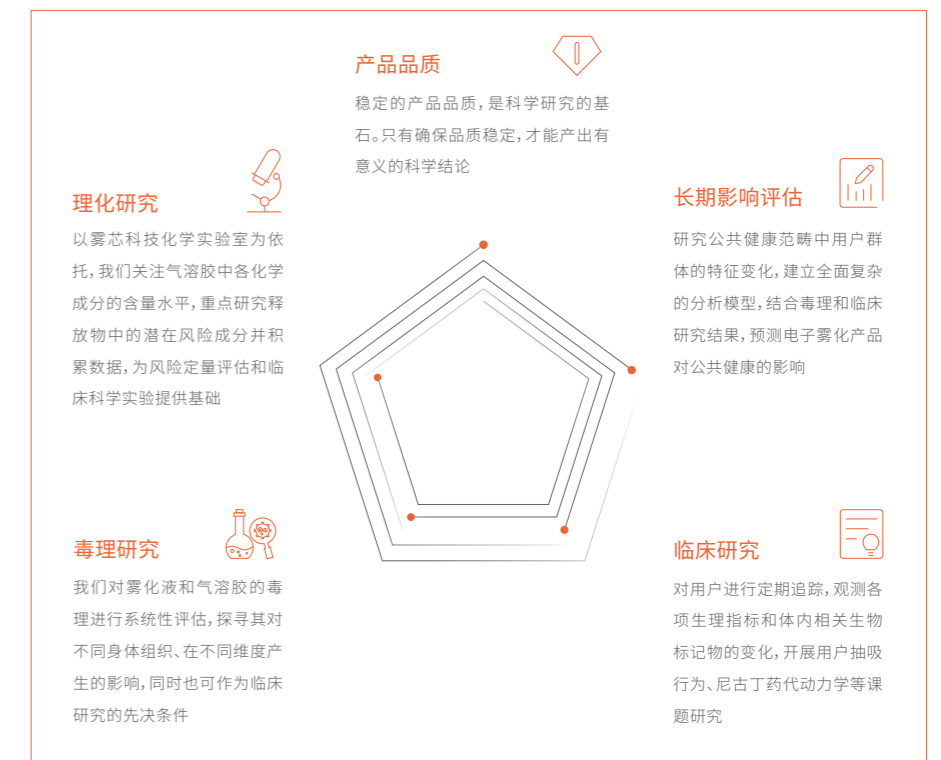 产品品质
稳定的产品品质，是科学研究的基
石。只有确保品质稳定，才能产出有
意义的科学结论
理化研究
以雾芯科技化学实验室为依
托，我们关注气溶胶中各化学
成分的含量水平，重点研究释
放物中的潜在风险成分并积
累数据，为风险定量评估和临
床科学实验提供基础
长期影响评估
研究公共健康范畴中用户群
体的特征变化，建立全面复杂
的分析模型，结合毒理和临床
研究结果，预测电子雾化产品
对公共健康的影响
毒理研究
我们对雾化液和气溶胶的毒
理进行系统性评估，探寻其对
不同身体组织、在不同维度产
生的影响，同时也可作为临床
研究的先决条件
临床研究
对用户进行定期追踪，观测各
项生理指标和体内相关生物
标记物的变化，开展用户抽吸
行为、尼古丁药代动力学等课
题研究